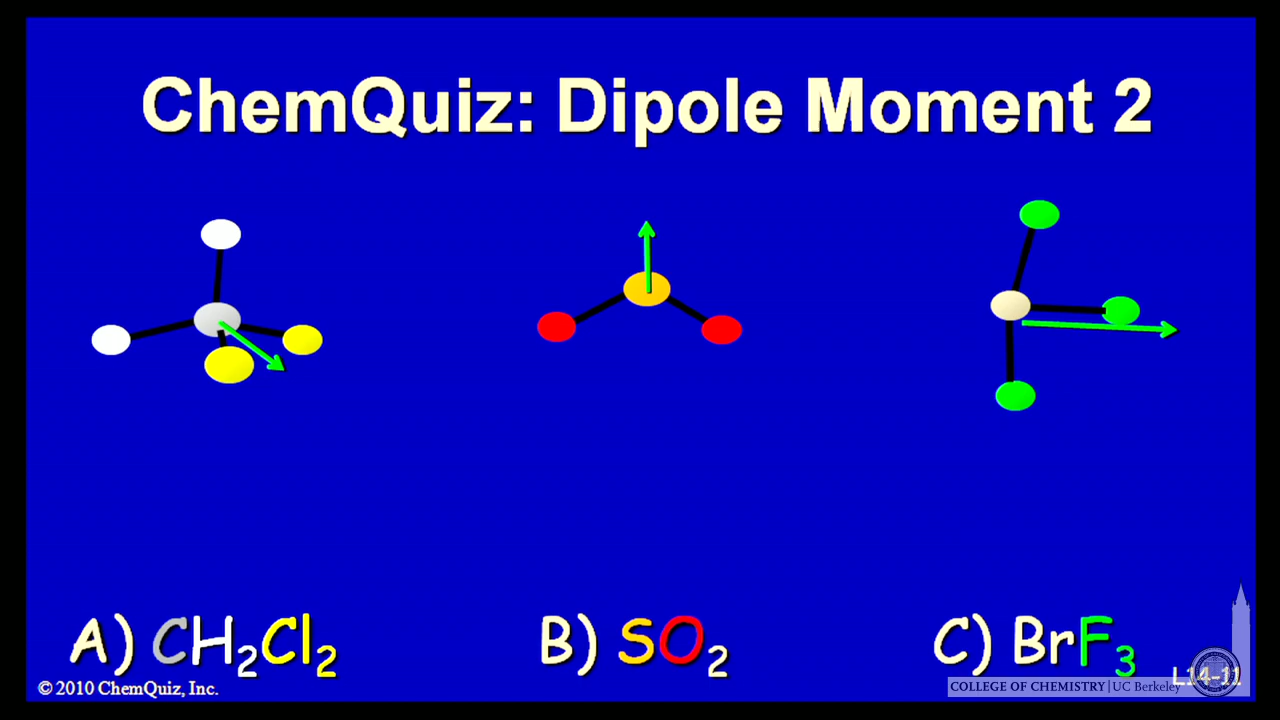 ChemQuiz: Dipole Moment 2
A) CH₂Cl₂
B) SO₂
C) BrF₃
© 2010 ChemQuiz, Inc.
L14-11
COLLEGE OF CHEMISTRY | UC Berkeley